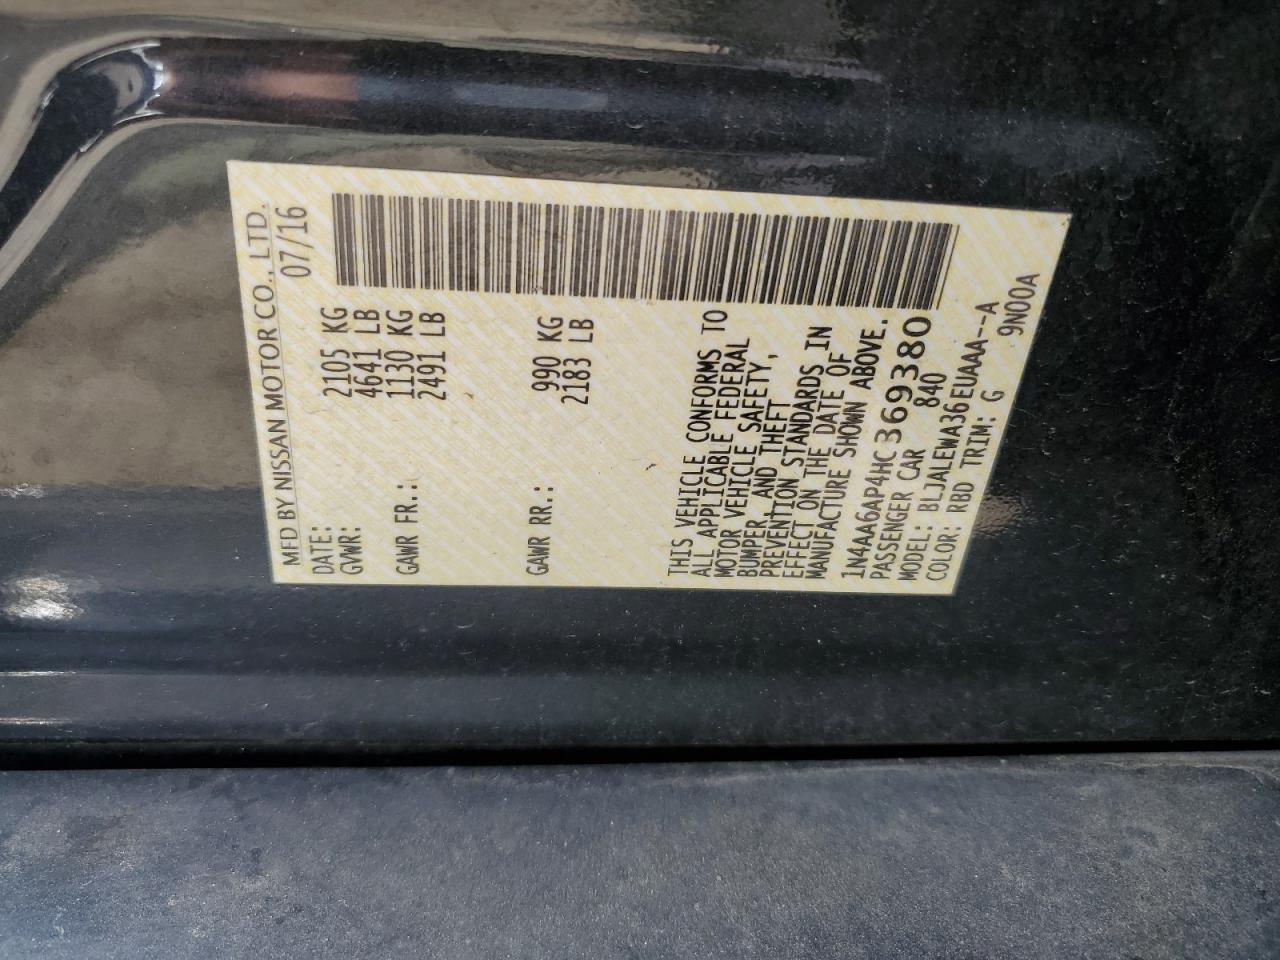 MFD BY NISSAN MOTOR CO., LTD.
DATE: 07/16
GVWR: 2105 KG
4641 LB
GAWR FR.: 1130 KG
2491 LB
GAWR RR.: 990 KG
2183 LB
THIS VEHICLE CONFORMS TO
ALL APPLICABLE FEDERAL
MOTOR VEHICLE SAFETY,
BUMPER, AND THEFT
PREVENTION STANDARDS IN
EFFECT ON THE DATE OF
MANUFACTURE SHOWN ABOVE.
1N4AA6AP4HC369380
PASSENGER CAR 840
MODEL: BLJALEWA36EUAAA--A
COLOR: RBD TRIM: G 9N00A